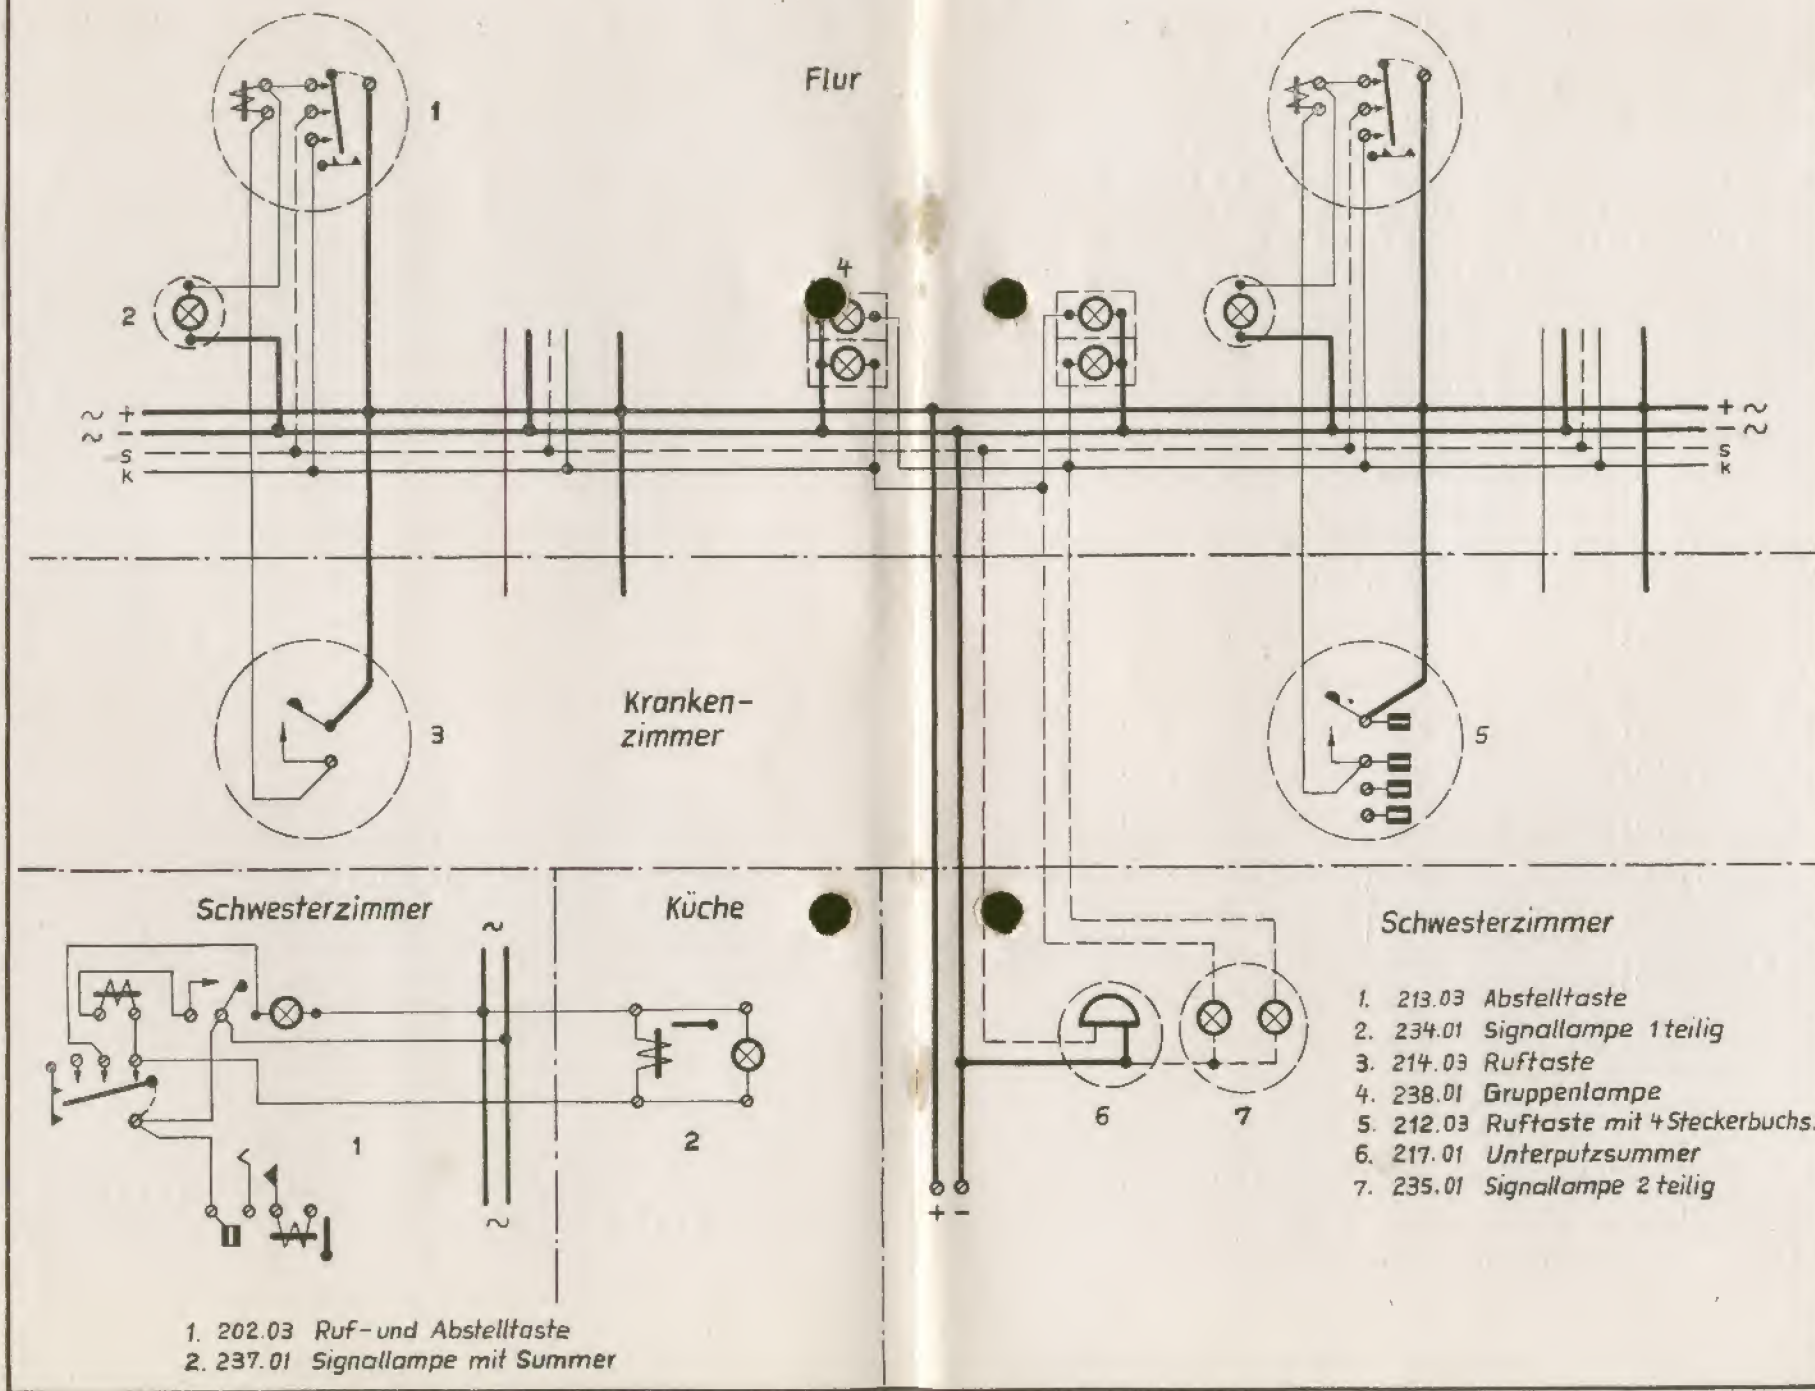 Flur
1
2
4
~ +
~ -
s
k
+ ~
- ~
s
k
Kranken-
zimmer
3
5
Schwesterzimmer
~
Küche
1
~
2
1. 202.03 Ruf-und Abstelltaste
2. 237.01 Signallampe mit Summer
+ -
6
7
Schwesterzimmer
1. 213.03 Abstelltaste
2. 234.01 Signallampe 1 teilig
3. 214.03 Ruftaste
4. 238.01 Gruppenlampe
5. 212.03 Ruftaste mit 4 Steckerbuchs.
6. 217.01 Unterputzsummer
7. 235.01 Signallampe 2 teilig